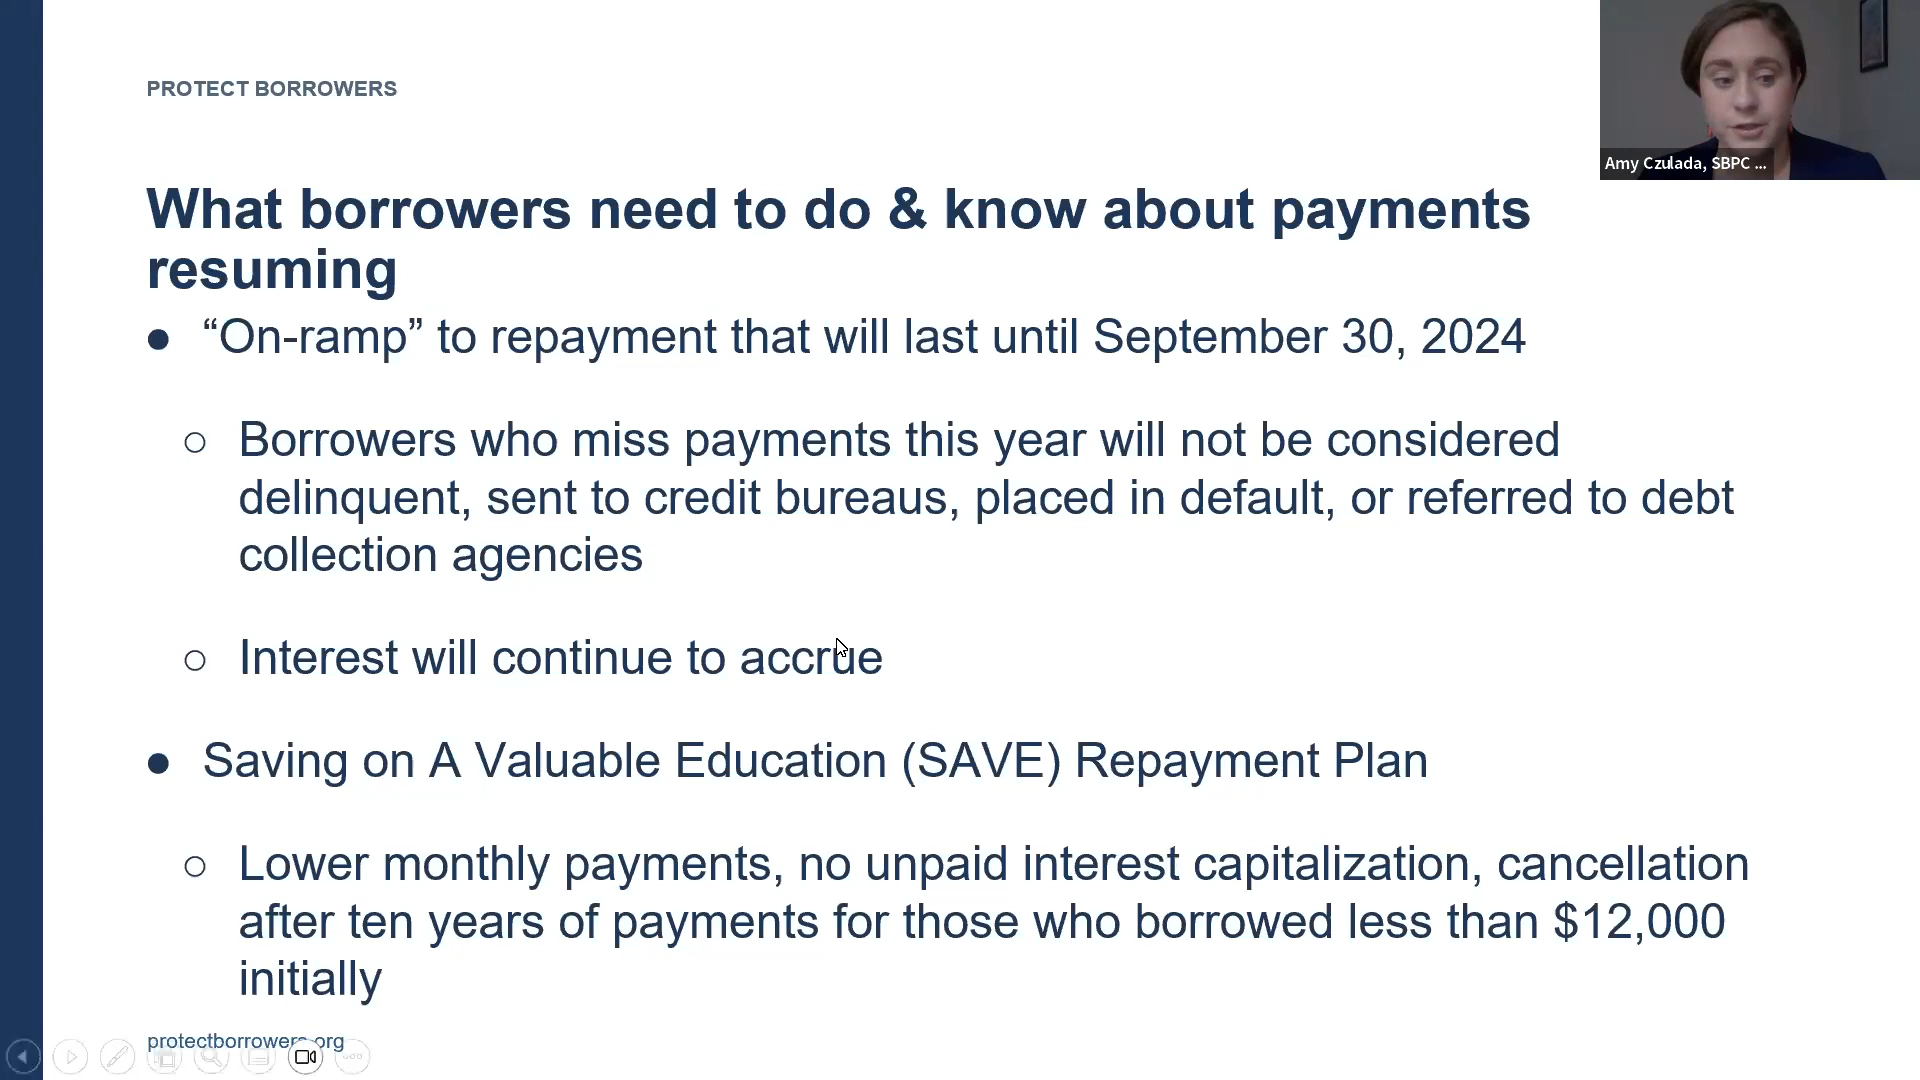 PROTECT BORROWERS
Amy Czulada, SBPC ...
What borrowers need to do & know about payments
resuming
● “On-ramp” to repayment that will last until September 30, 2024
○ Borrowers who miss payments this year will not be considered
delinquent, sent to credit bureaus, placed in default, or referred to debt
collection agencies
○ Interest will continue to accrue
● Saving on A Valuable Education (SAVE) Repayment Plan
○ Lower monthly payments, no unpaid interest capitalization, cancellation
after ten years of payments for those who borrowed less than $12,000
initially
protectborrowers.org